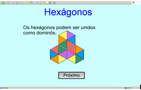 Hexágonos
Os hexágonos podem ser unidos
como dominós.
Próximo